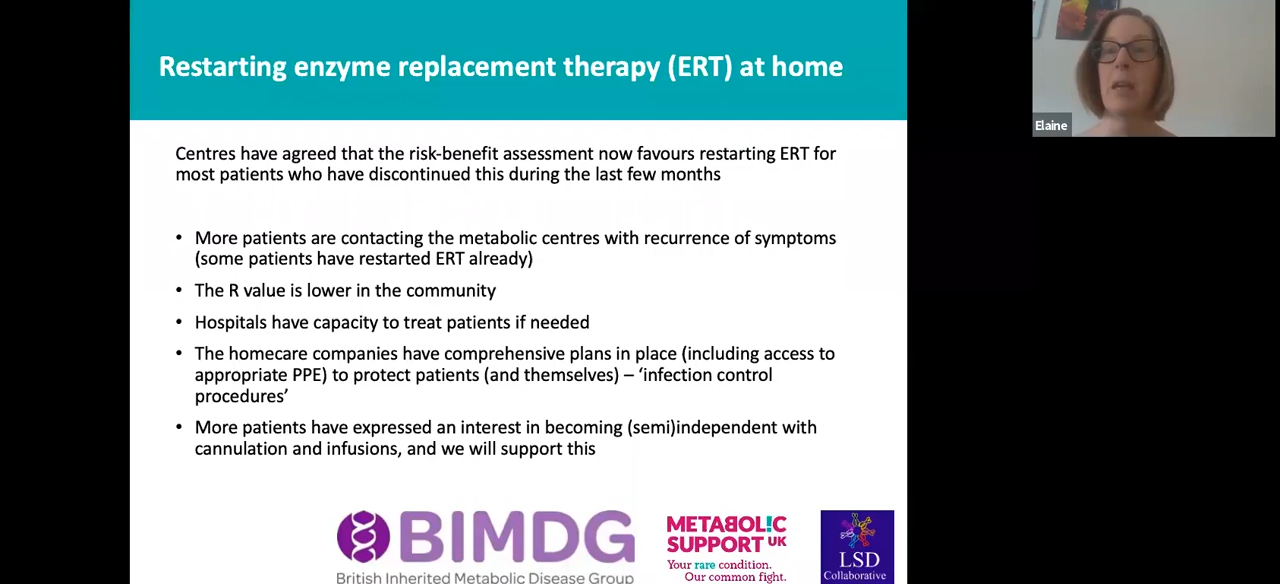 Restarting enzyme replacement therapy (ERT) at home
Elaine
Centres have agreed that the risk-benefit assessment now favours restarting ERT for
most patients who have discontinued this during the last few months
• More patients are contacting the metabolic centres with recurrence of symptoms
(some patients have restarted ERT already)
• The R value is lower in the community
• Hospitals have capacity to treat patients if needed
• The homecare companies have comprehensive plans in place (including access to
appropriate PPE) to protect patients (and themselves) – ‘infection control
procedures’
• More patients have expressed an interest in becoming (semi)independent with
cannulation and infusions, and we will support this
BIMDG
British Inherited Metabolic Disease Group
METABOL!C
SUPPORT UK
Your rare condition.
Our common fight.
LSD
Collaborative